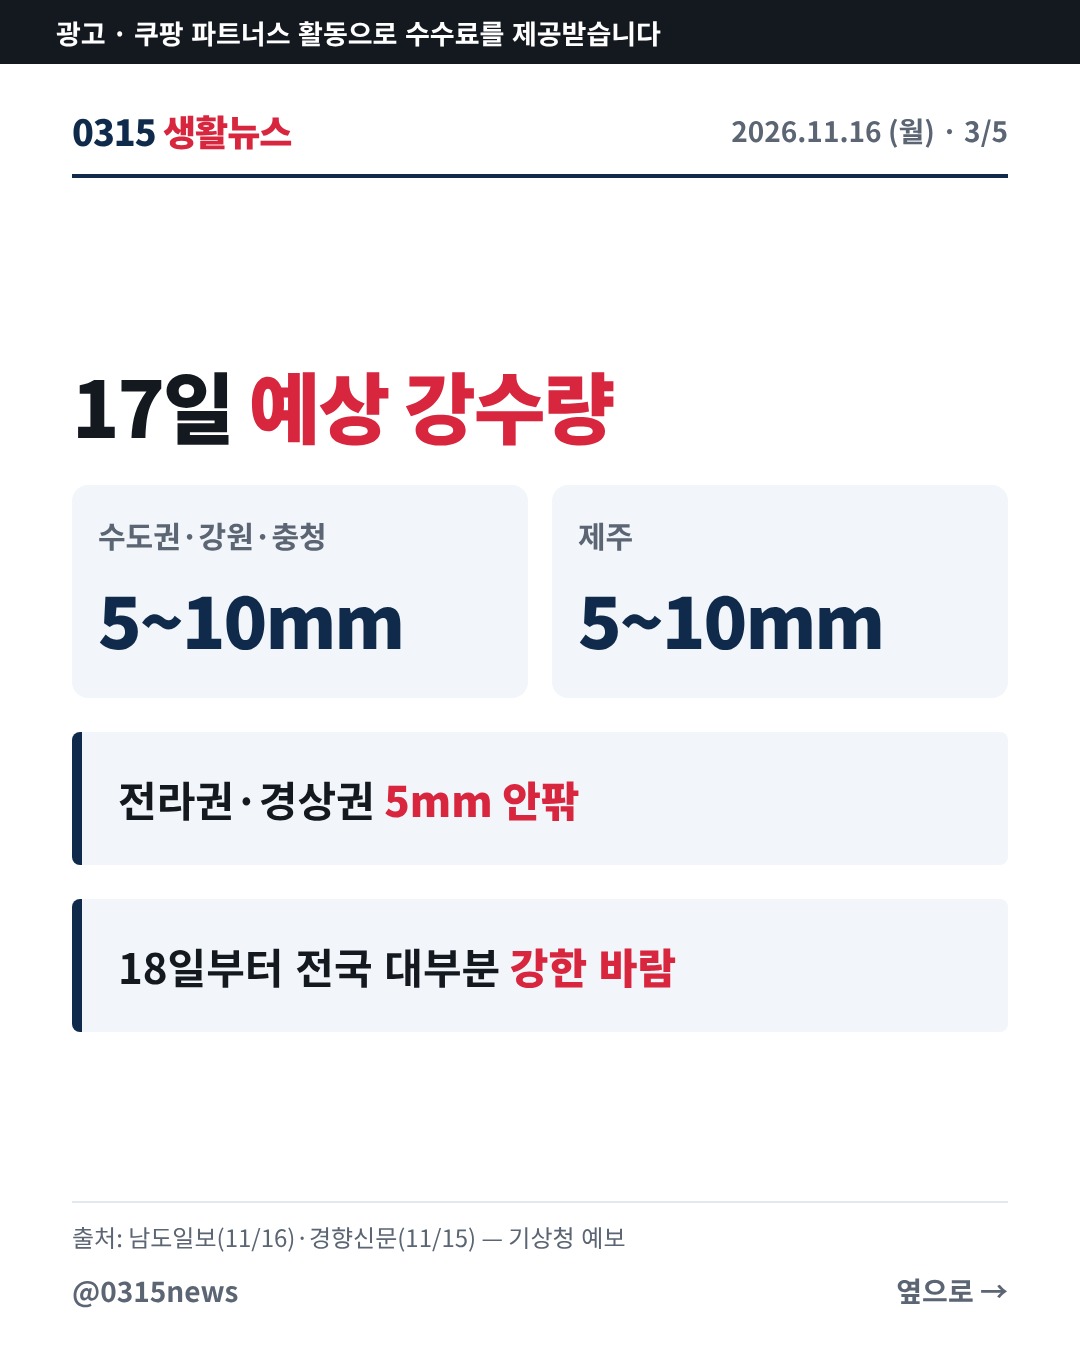 광고 · 쿠팡 파트너스 활동으로 수수료를 제공받습니다
0315 생활뉴스
2026.11.16 (월) · 3/5
17일 예상 강수량
수도권·강원·충청
5~10mm
제주
5~10mm
전라권·경상권 5mm 안팎
18일부터 전국 대부분 강한 바람
출처: 남도일보(11/16)·경향신문(11/15) — 기상청 예보
@0315news
옆으로 →